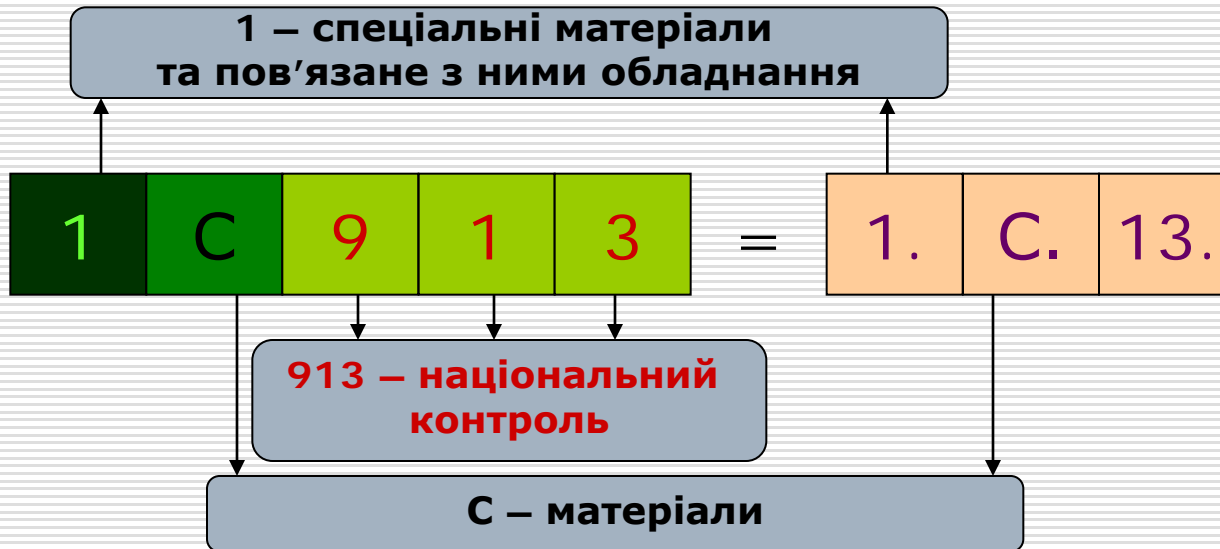 1 – спеціальні матеріали
та пов’язане з ними обладнання
1 С 9 1 3 = 1. С. 13.
913 – національний
контроль
С – матеріали